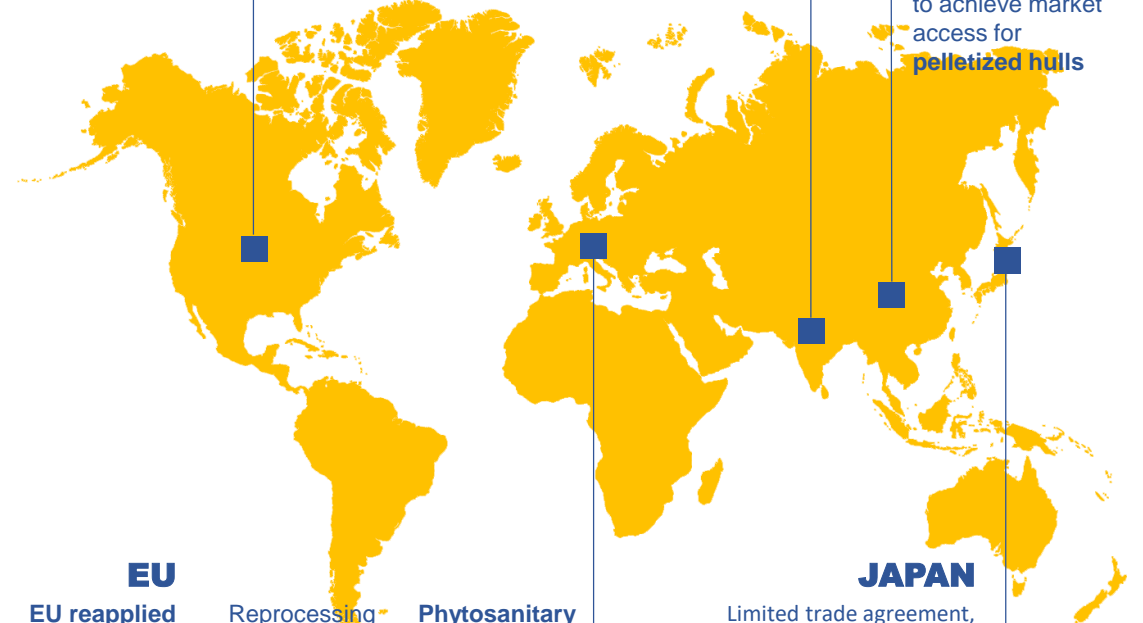 to achieve market
access for
pelletized hulls
EU
EU reapplied
Reprocessing
Phytosanitary
JAPAN
Limited trade agreement,